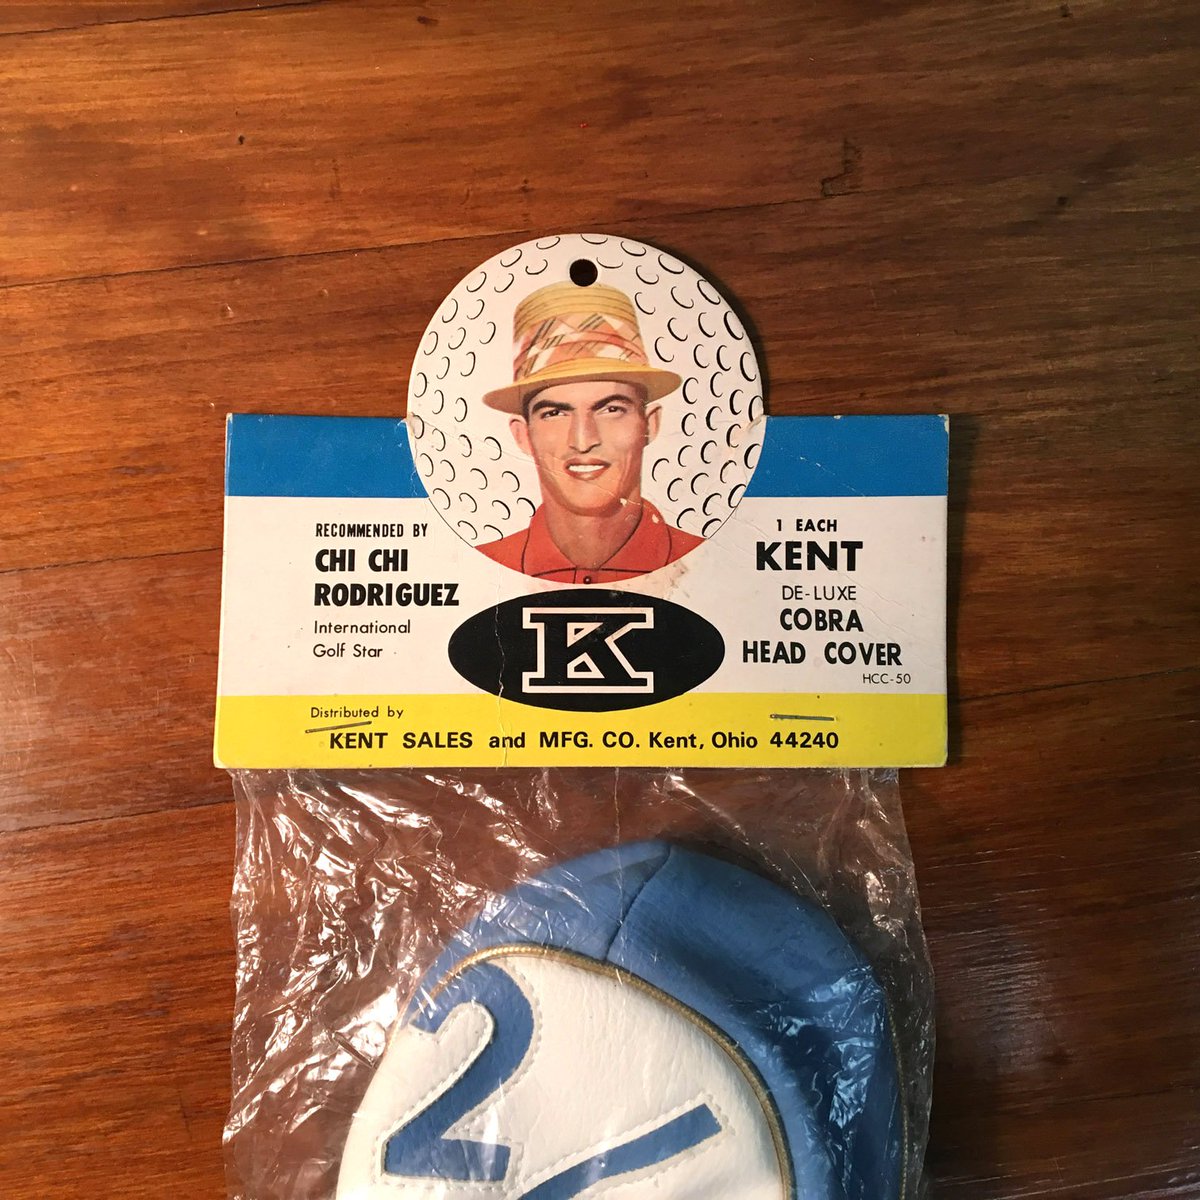 RECOMMENDED BY
CHI CHI
RODRIGUEZ
International
Golf Star
1 EACH
KENT
DE-LUXE
COBRA
HEAD COVER
HCC-50
K
Distributed by
KENT SALES and MFG. CO. Kent, Ohio 44240
2